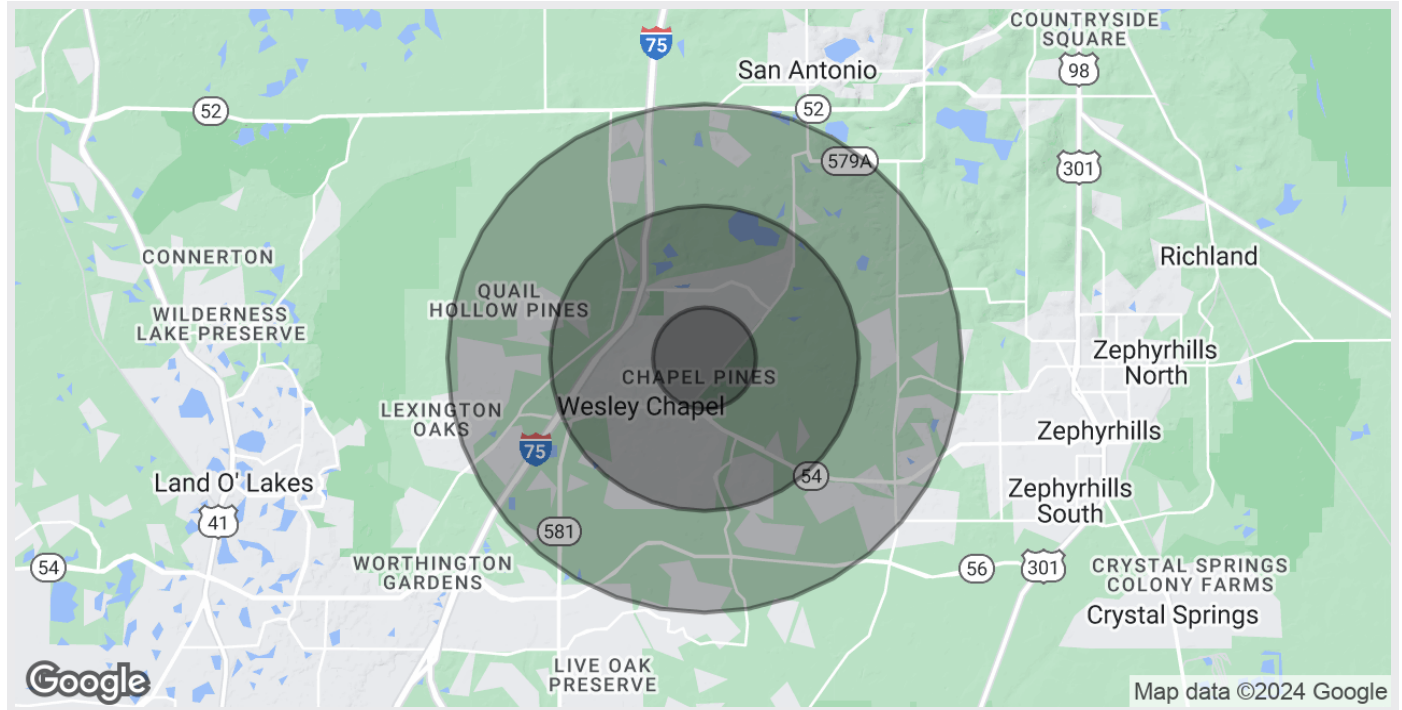 COUNTRYSIDE
SQUARE
75
San Antonio
98
52
52
579A
301
CONNERTON
Richland
QUAIL
HOLLOW PINES
WILDERNESS
LAKE PRESERVE
Zephyrhills
North
CHAPEL PINES
Wesley Chapel
LEXINGTON
OAKS
Zephyrhills
75
Land O' Lakes
54
Zephyrhills
South
41
581
WORTHINGTON
GARDENS
54
56
301
CRYSTAL SPRINGS
COLONY FARMS
Crystal Springs
LIVE OAK
PRESERVE
Google
Map data ©2024 Google